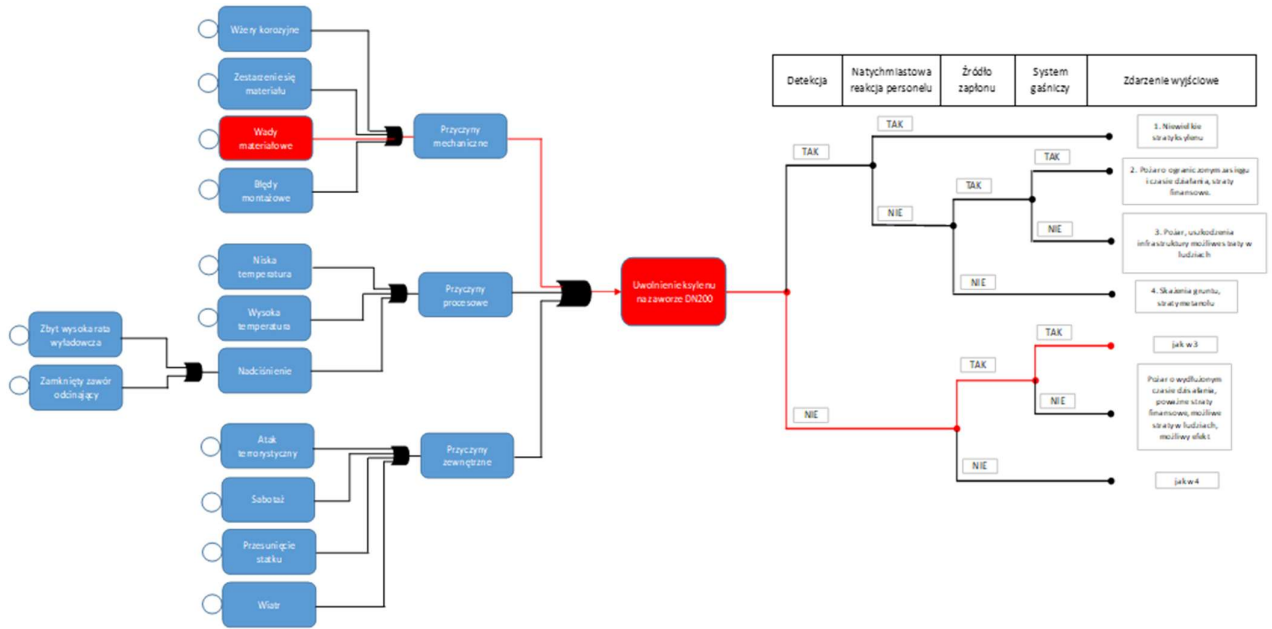 Wżery korozyjne
Zestarzenie się
materiału
Wady
materiałowe
Błędy
montażowe
Przyczyny
mechaniczne
Niska
temperatura
Wysoka
temperatura
Nadciśnienie
Przyczyny
procesowe
Zbyt wysoka rata
wyładowcza
Zamknięty zawór
odcinający
Atak
terrorystyczny
Sabotaż
Przesunięcie
statku
Wiatr
Przyczyny
zewnętrzne
Uwolnienie ksylenu
na zaworze DN200
Detekcja
Natychmiastowa
reakcja personelu
Źródło
zapłonu
System
gaśniczy
Zdarzenie wyjściowe
TAK
TAK
NIE
TAK
NIE
TAK
NIE
NIE
TAK
NIE
TAK
NIE
1. Niewielkie
straty ksylenu
2. Pożar o ograniczonym zasięgu
i czasie działania, straty
finansowe.
3. Pożar, uszkodzenia
infrastruktury możliwe straty w
ludziach
4. Skażenia gruntu,
straty metanolu
jak w 3
Pożar o wydłużonym
czasie działania,
poważne straty
finansowe, możliwe
straty w ludziach,
możliwy efekt
jak w 4